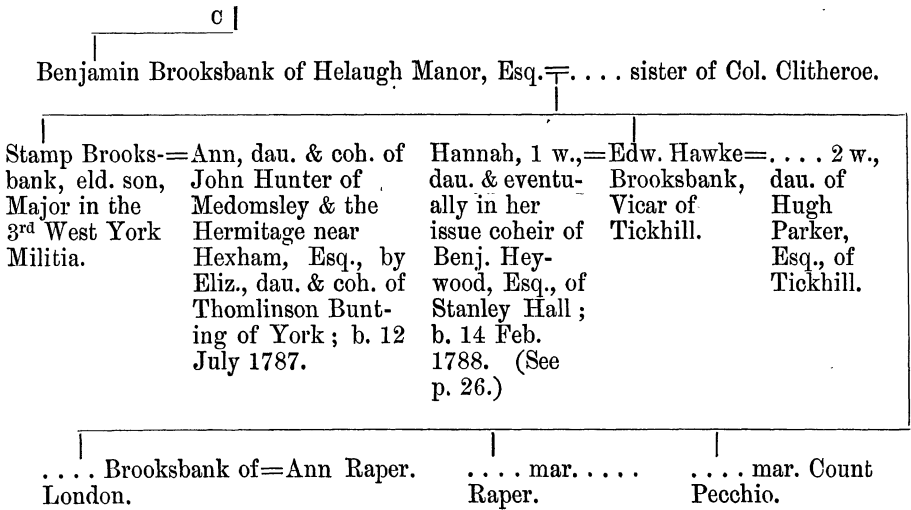 C
Benjamin Brooksbank of Helaugh Manor, Esq.=. . . . sister of Col. Clitheroe.
Stamp Brooks-
bank, eld. son,
Major in the
3rd West York
Militia.
=Ann, dau. & coh. of
John Hunter of
Medomsley & the
Hermitage near
Hexham, Esq., by
Eliz., dau. & coh. of
Thomlinson Bunt-
ing of York; b. 12
July 1787.
Hannah, 1 w.,
dau. & eventu-
ally in her
issue coheir of
Benj. Hey-
wood, Esq., of
Stanley Hall;
b. 14 Feb.
1788. (See
p. 26.)
=Edw. Hawke=
Brooksbank,
Vicar of
Tickhill.
. . . . 2 w.,
dau. of
Hugh
Parker,
Esq., of
Tickhill.
. . . . Brooksbank of=Ann Raper.
London.
. . . . mar. . . . .
Raper.
. . . . mar. Count
Pecchio.